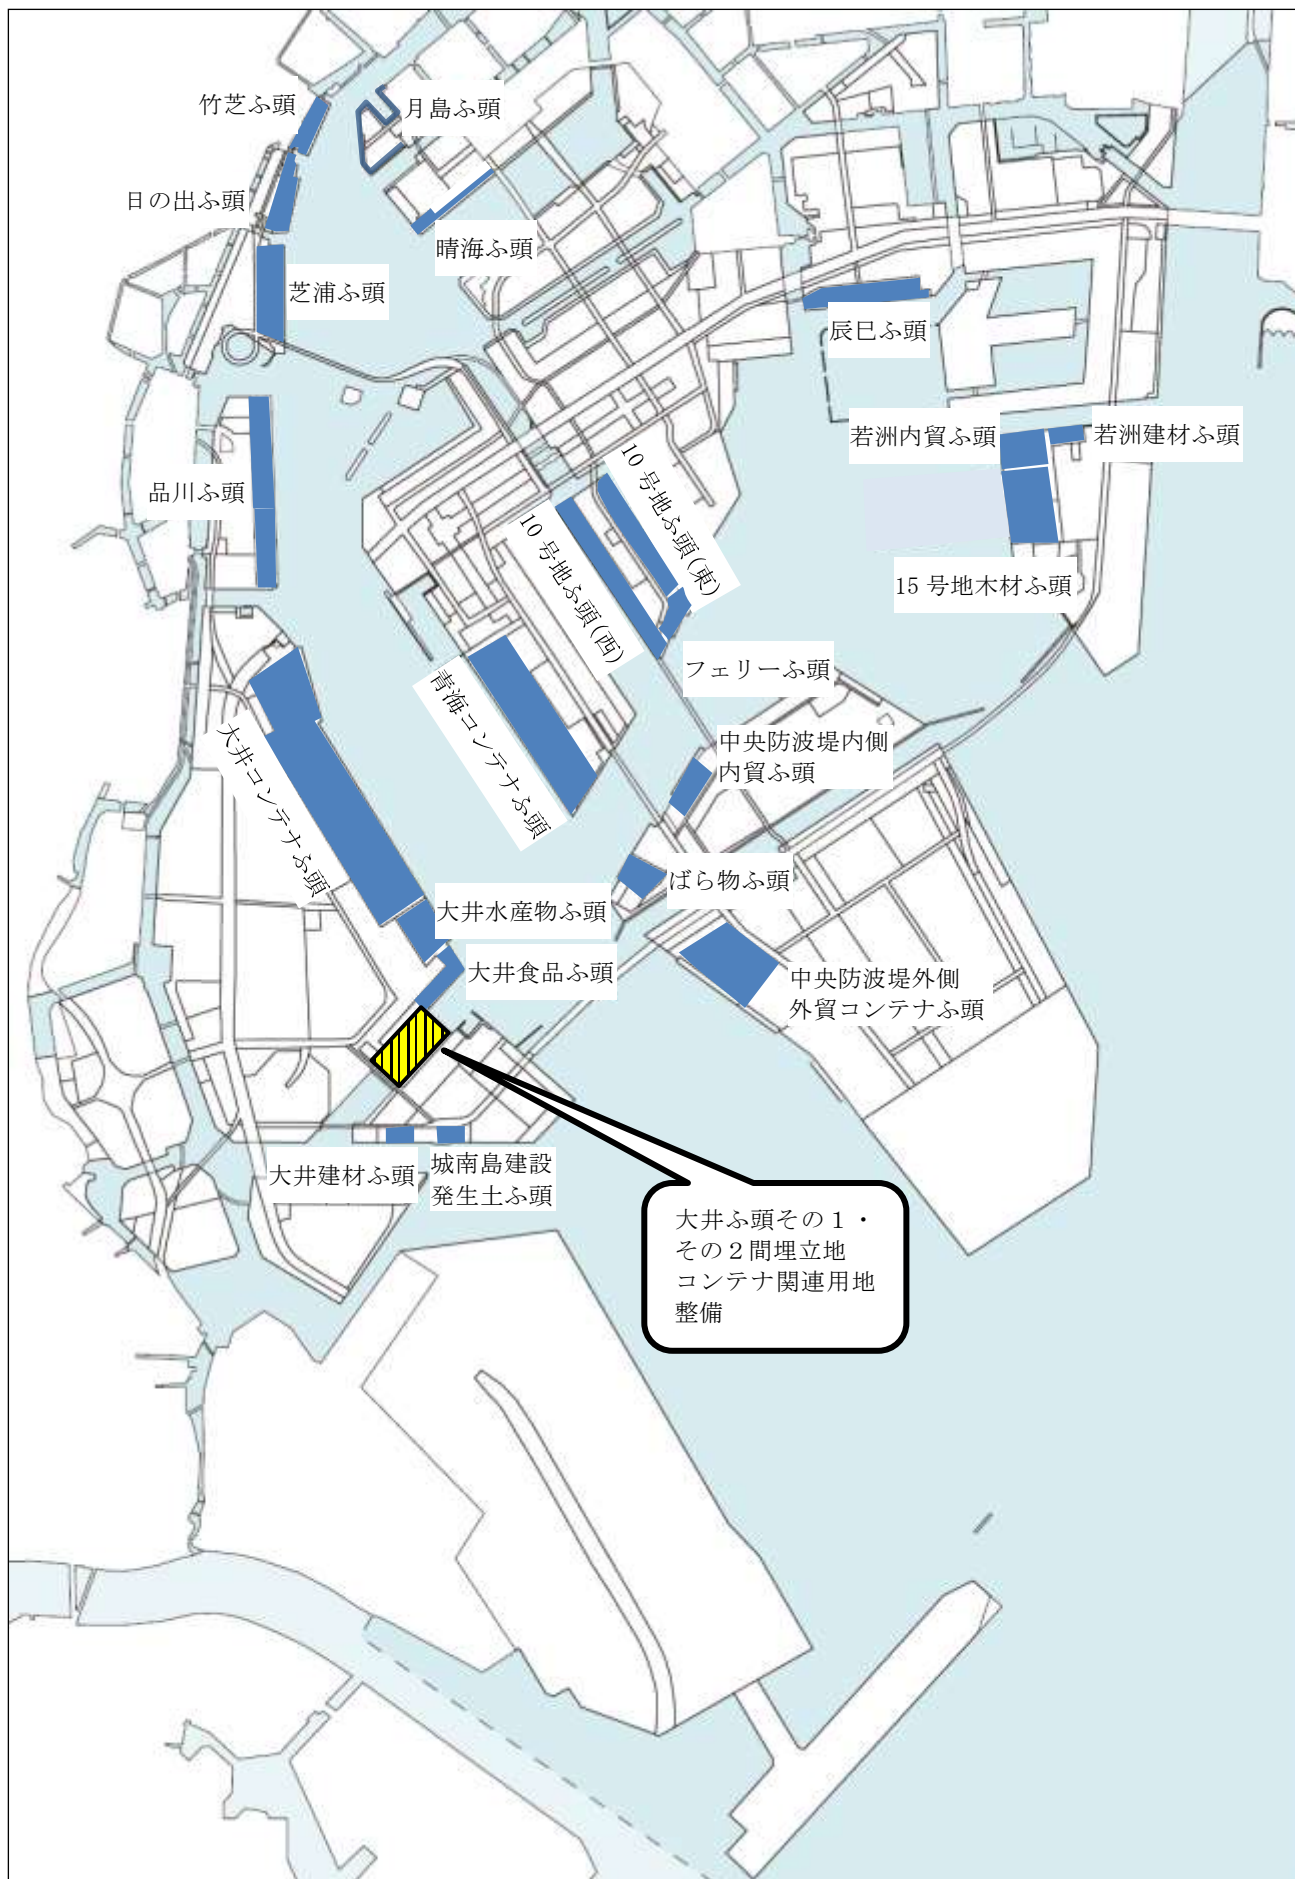 竹芝ふ頭
月島ふ頭
日の出ふ頭
晴海ふ頭
芝浦ふ頭
辰巳ふ頭
若洲内貿ふ頭
若洲建材ふ頭
品川ふ頭
10号地ふ頭(東)
10号地ふ頭(西)
15号地木材ふ頭
フェリーふ頭
青海コンテナふ頭
大井コンテナふ頭
中央防波堤内側
内貿ふ頭
ばら物ふ頭
大井水産物ふ頭
大井食品ふ頭
中央防波堤外側
外貿コンテナふ頭
大井建材ふ頭
城南島建設
発生土ふ頭
大井ふ頭その１・
その２間埋立地
コンテナ関連用地
整備